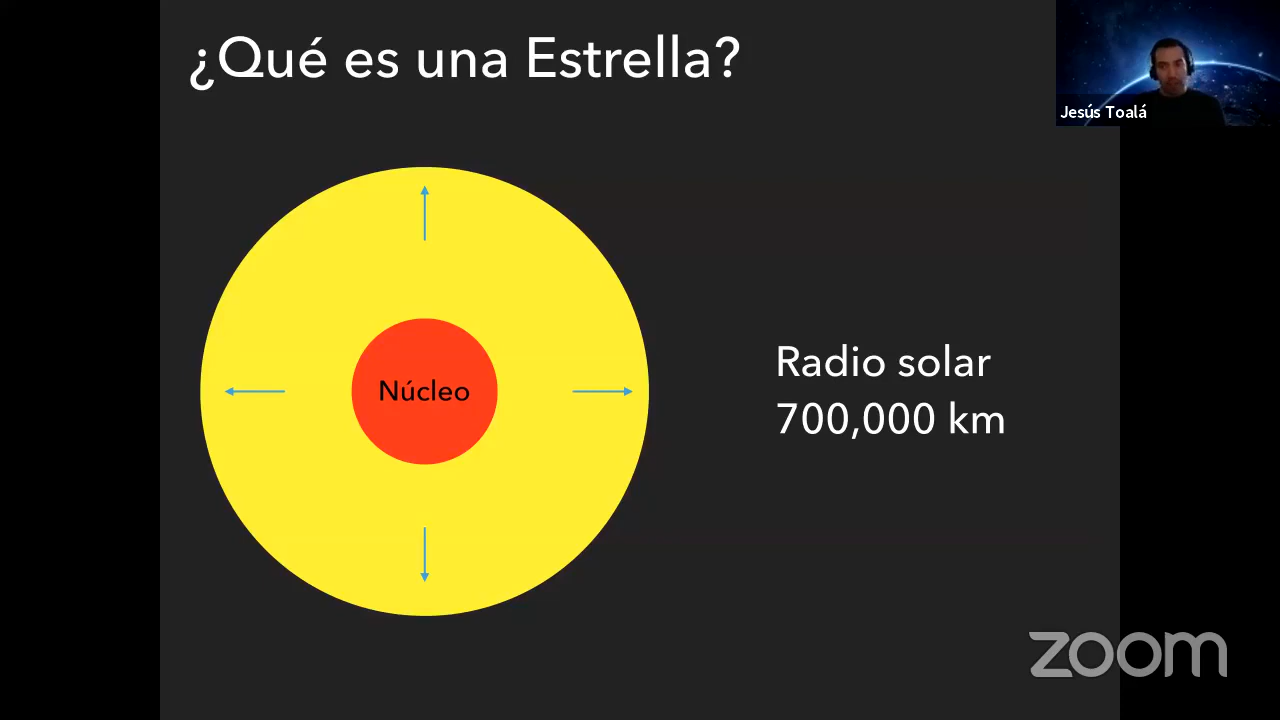 ¿Qué es una Estrella?
Jesús Toalá
Núcleo
Radio solar
700,000 km
zoom